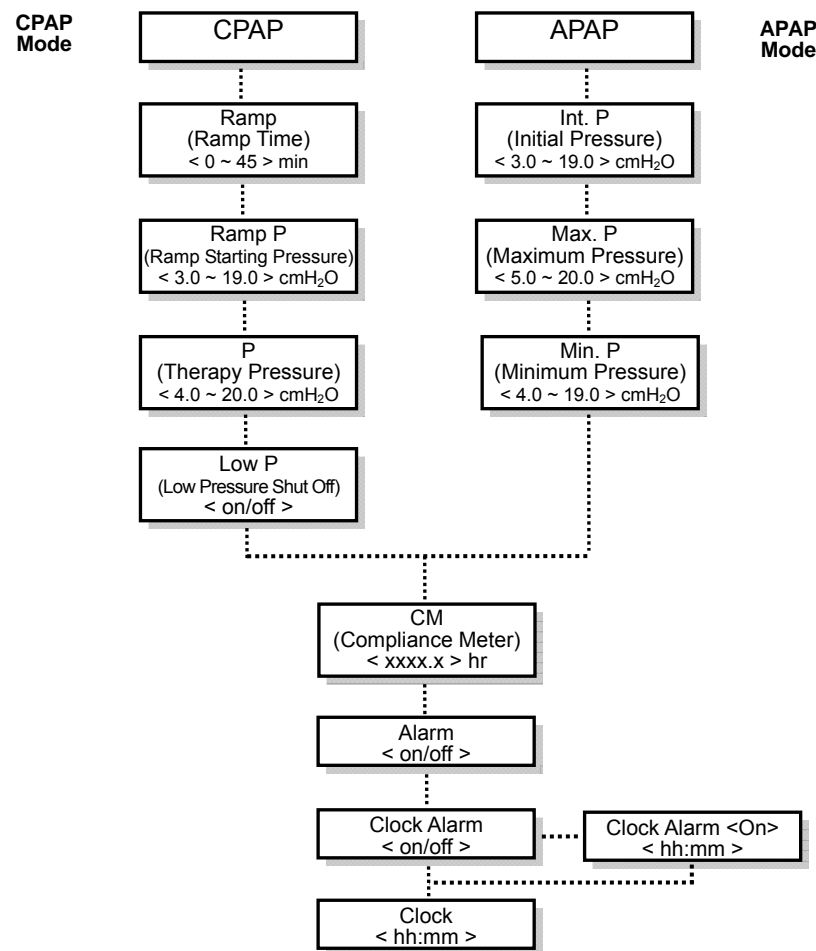 CPAP
Mode
CPAP
APAP
APAP
Mode
Ramp
(Ramp Time)
< 0 ~ 45 > min
Int. P
(Initial Pressure)
< 3.0 ~ 19.0 > cmH₂O
Ramp P
(Ramp Starting Pressure)
< 3.0 ~ 19.0 > cmH₂O
Max. P
(Maximum Pressure)
< 5.0 ~ 20.0 > cmH₂O
P
(Therapy Pressure)
< 4.0 ~ 20.0 > cmH₂O
Min. P
(Minimum Pressure)
< 4.0 ~ 19.0 > cmH₂O
Low P
(Low Pressure Shut Off)
< on/off >
CM
(Compliance Meter)
< xxxx.x > hr
Alarm
< on/off >
Clock Alarm
< on/off >
Clock Alarm <On>
< hh:mm >
Clock
< hh:mm >